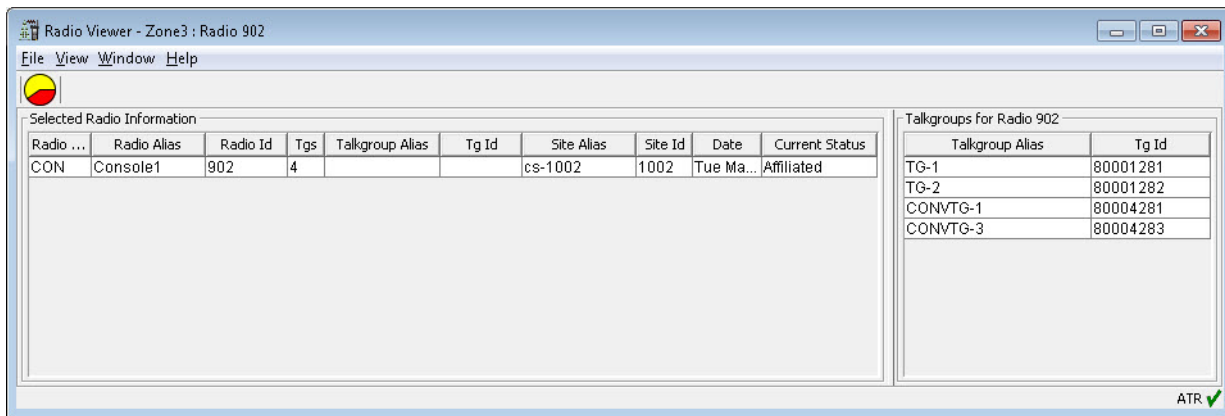 Radio Viewer - Zone3 : Radio 902
File View Window Help
Selected Radio Information
Radio ... Radio Alias Radio Id Tgs Talkgroup Alias Tg Id Site Alias Site Id Date Current Status
CON Console1 902 4 cs-1002 1002 Tue Ma... Affiliated
Talkgroups for Radio 902
Talkgroup Alias Tg Id
TG-1 80001281
TG-2 80001282
CONVTG-1 80004281
CONVTG-3 80004283
ATR